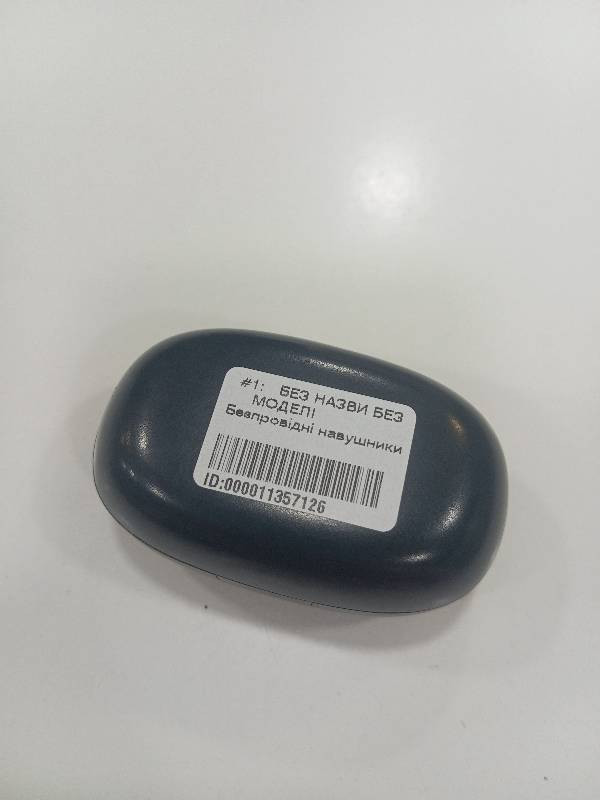 #1: БЕЗ НАЗВИ БЕЗ
МОДЕЛІ
Безпровідні навушники
ID:000011357126